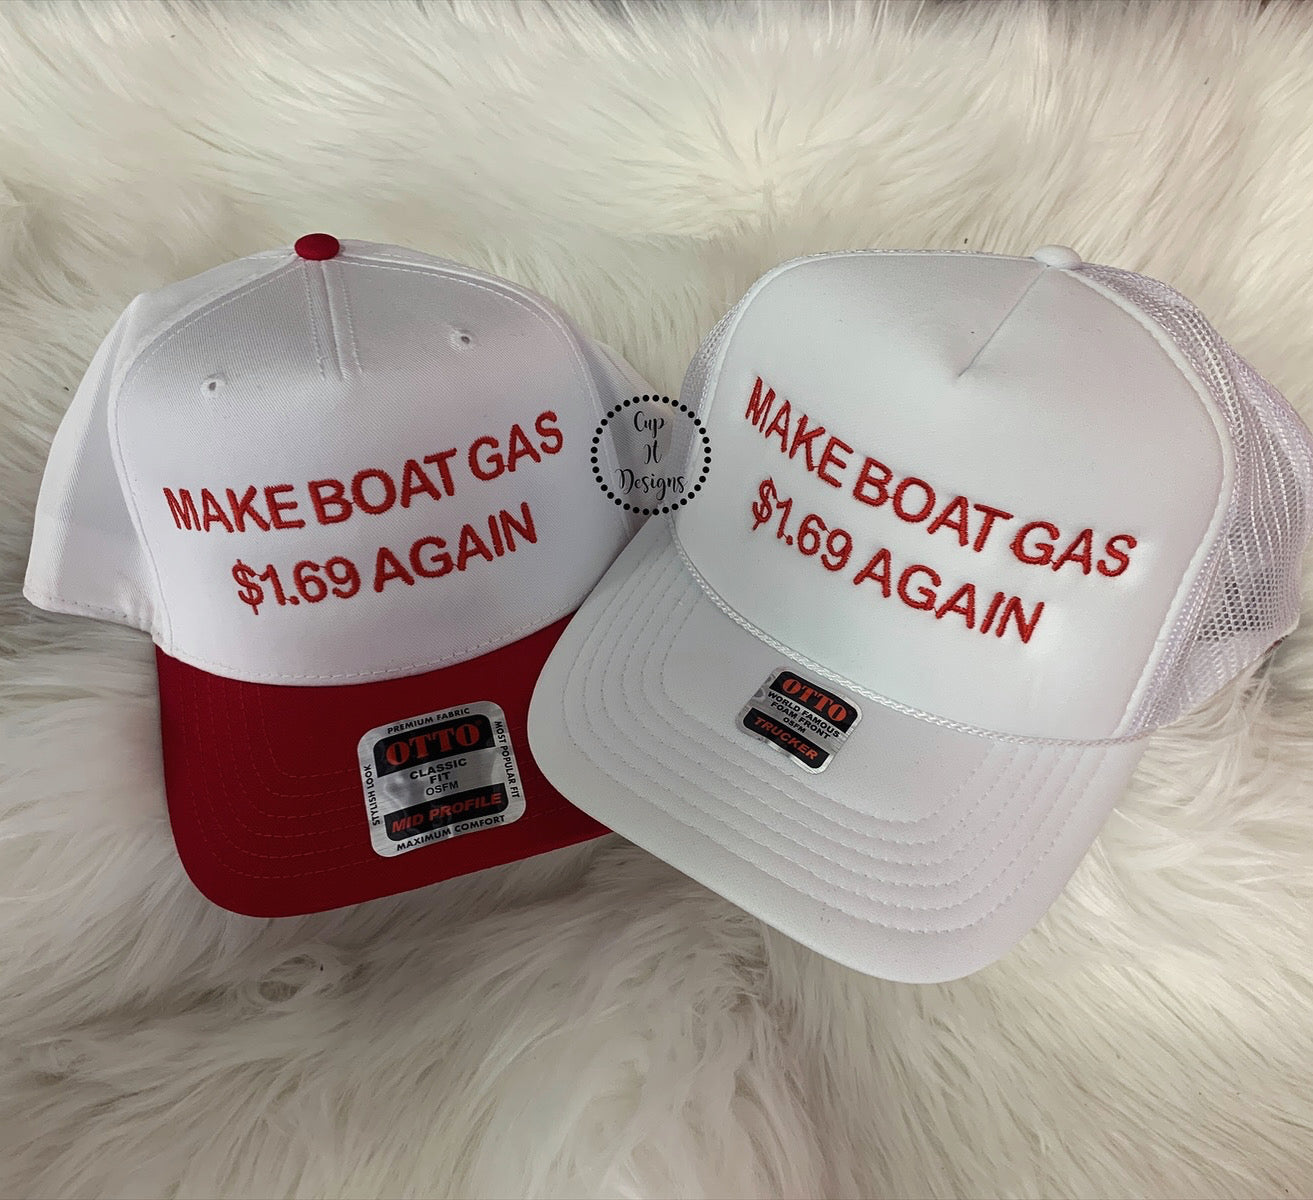 MAKE BOAT GAS
$1.69 AGAIN
PREMIUM FABRIC
OTTO
CLASSIC
FIT
OSFM
MID PROFILE
MAXIMUM COMFORT
STYLISH LOOK
MOST POPULAR FIT
Cup
It
Designs
MAKE BOAT GAS
$1.69 AGAIN
OTTO
WORLD FAMOUS
FOAM FRONT
OSFM
TRUCKER